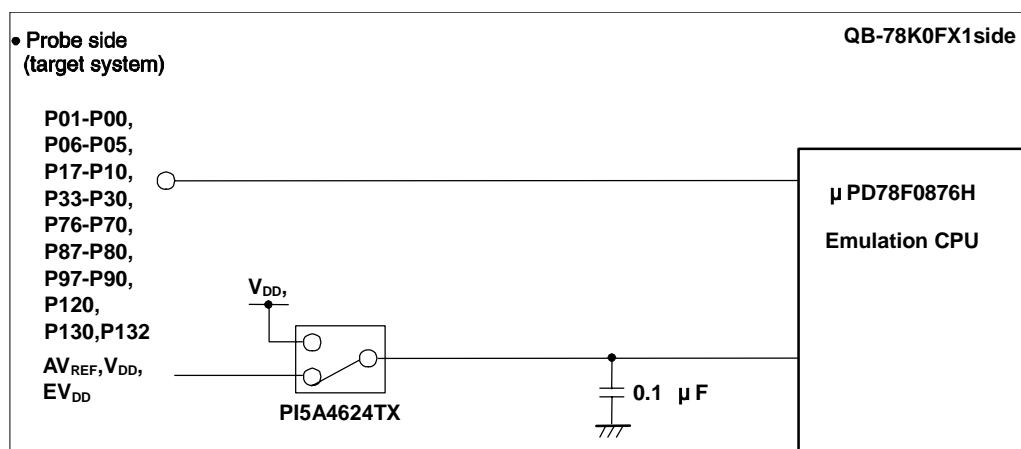 • Probe side
(target system)
QB-78K0FX1side
P01-P00,
P06-P05,
P17-P10,
P33-P30,
P76-P70,
P87-P80,
P97-P90,
P120,
P130,P132
AVREF,VDD,
EVDD
VDD,
PI5A4624TX
0.1 μF
μPD78F0876H
Emulation CPU